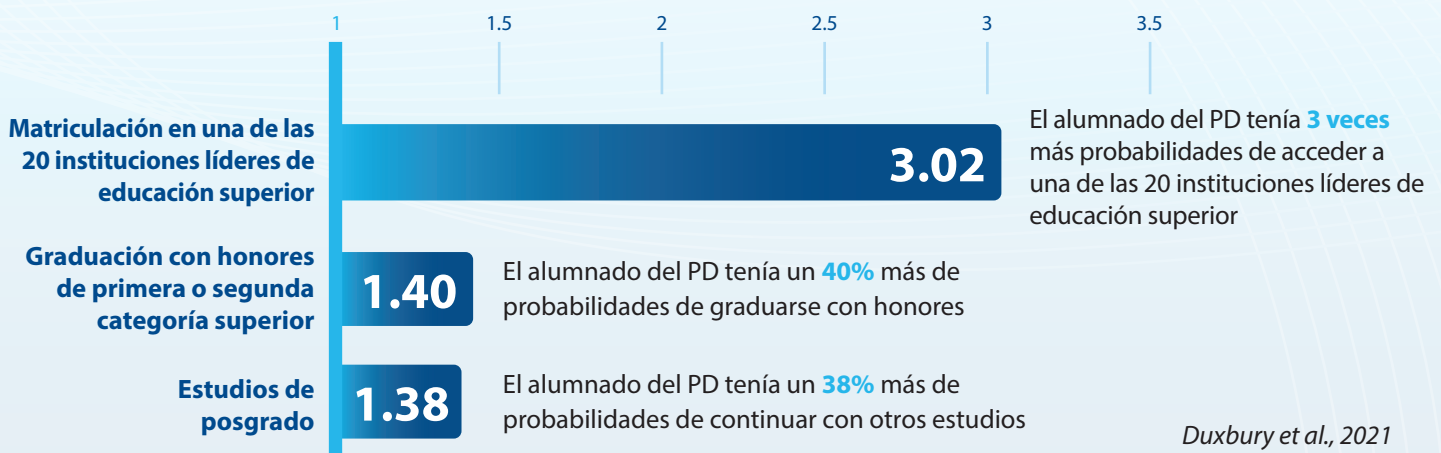 1 1.5 2 2.5 3 3.5
Matriculación en una de las
20 instituciones líderes de
educación superior
3.02
El alumnado del PD tenía 3 veces
más probabilidades de acceder a
una de las 20 instituciones líderes de
educación superior
Graduación con honores
de primera o segunda
categoría superior
1.40
El alumnado del PD tenía un 40% más de
probabilidades de graduarse con honores
Estudios de
posgrado
1.38
El alumnado del PD tenía un 38% más de
probabilidades de continuar con otros estudios
Duxbury et al., 2021